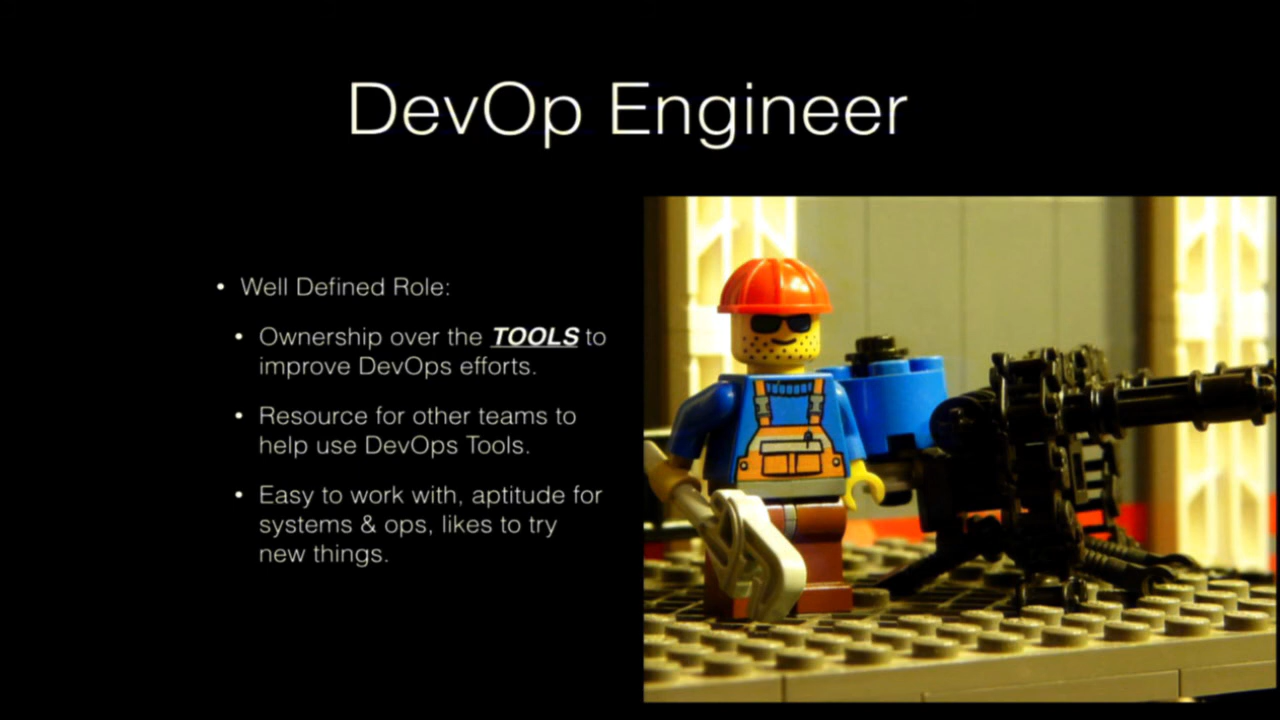 DevOp Engineer
• Well Defined Role:
• Ownership over the TOOLS to
improve DevOps efforts.
• Resource for other teams to
help use DevOps Tools.
• Easy to work with, aptitude for
systems & ops, likes to try
new things.